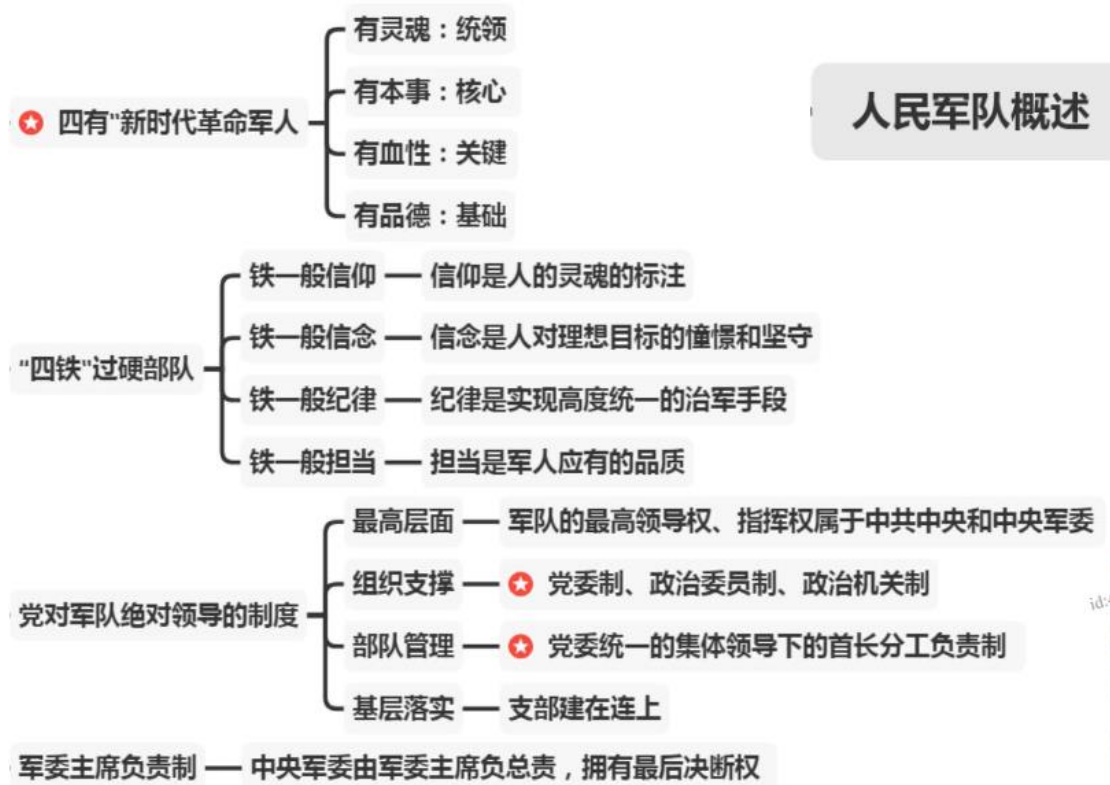 人民军队概述
四有"新时代革命军人
有灵魂：统领
有本事：核心
有血性：关键
有品德：基础
"四铁"过硬部队
铁一般信仰
信仰是人的灵魂的标注
铁一般信念
信念是人对理想目标的憧憬和坚守
铁一般纪律
纪律是实现高度统一的治军手段
铁一般担当
担当是军人应有的品质
党对军队绝对领导的制度
最高层面
军队的最高领导权、指挥权属于中共中央和中央军委
组织支撑
党委制、政治委员制、政治机关制
部队管理
党委统一的集体领导下的首长分工负责制
基层落实
支部建在连上
军委主席负责制
中央军委由军委主席负总责，拥有最后决断权
id: